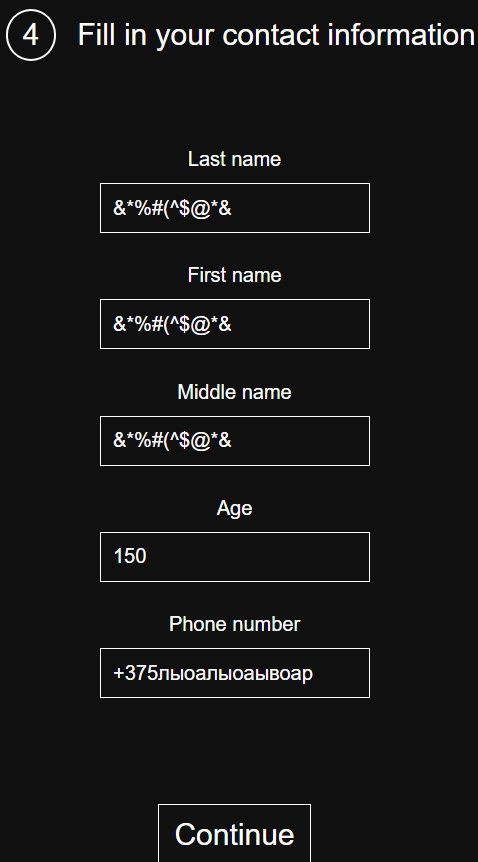 4 Fill in your contact information
Last name
&*%#(^$@*&
First name
&*%#(^$@*&
Middle name
&*%#(^$@*&
Age
150
Phone number
+375лыоалыоаывоар
Continue